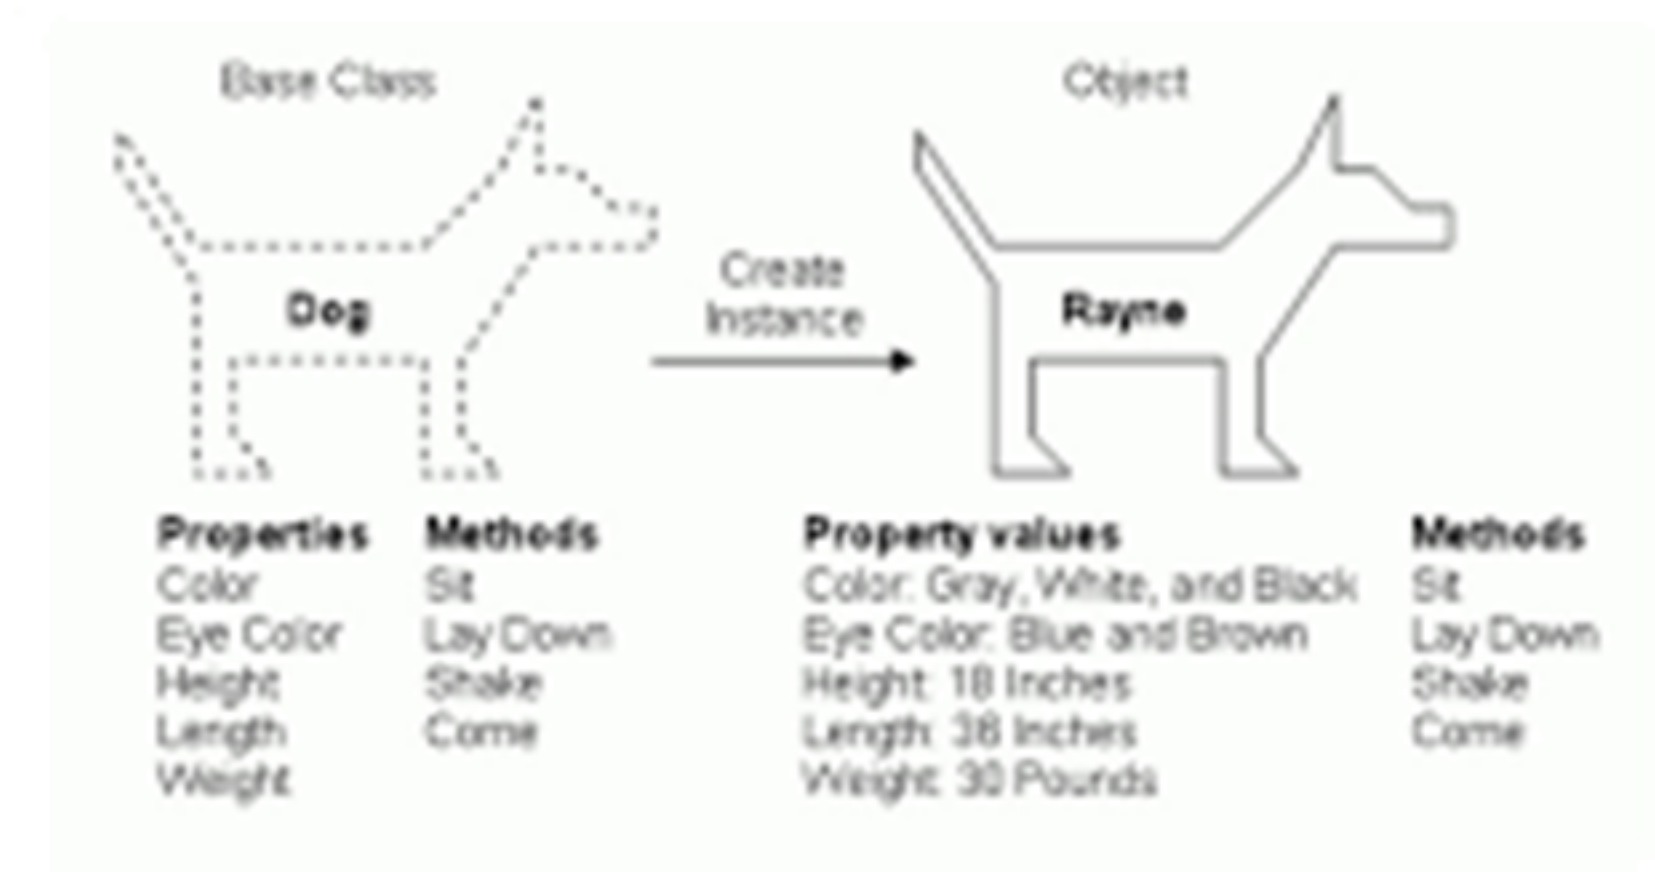 Base Class
Dog
Properties
Color
Eye Color
Height
Length
Weight
Methods
Sit
Lay Down
Shake
Come
Create
Instance
Object
Rayne
Property values
Color: Gray, White, and Black
Eye Color: Blue and Brown
Height: 18 Inches
Length: 38 Inches
Weight: 30 Pounds
Methods
Sit
Lay Down
Shake
Come